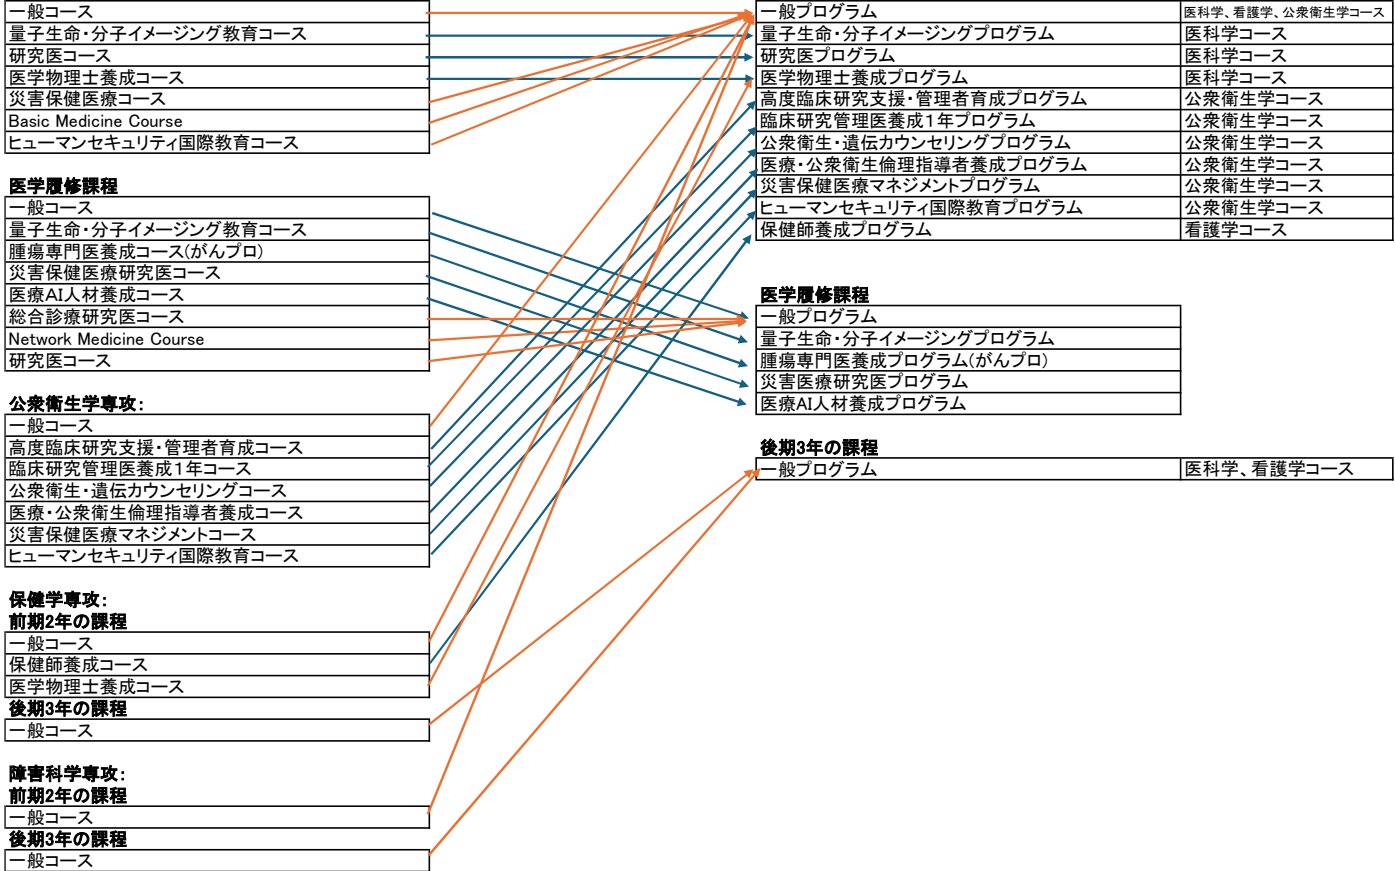 一般コース
量子生命・分子イメージング教育コース
研究医コース
医学物理士養成コース
災害保健医療コース
Basic Medicine Course
ヒューマンセキュリティ国際教育コース
医学履修課程
一般コース
量子生命・分子イメージング教育コース
腫瘍専門医養成コース(がんプロ)
災害保健医療研究医コース
医療AI人材養成コース
総合診療研究医コース
Network Medicine Course
研究医コース
公衆衛生学専攻:
一般コース
高度臨床研究支援・管理者育成コース
臨床研究管理医養成1年コース
公衆衛生・遺伝カウンセリングコース
医療・公衆衛生倫理指導者養成コース
災害保健医療マネジメントコース
ヒューマンセキュリティ国際教育コース
保健学専攻:
前期2年の課程
一般コース
保健師養成コース
医学物理士養成コース
後期3年の課程
一般コース
障害科学専攻:
前期2年の課程
一般コース
後期3年の課程
一般コース
一般プログラム 医科学、看護学、公衆衛生学コース
量子生命・分子イメージングプログラム 医科学コース
研究医プログラム 医科学コース
医学物理士養成プログラム 医科学コース
高度臨床研究支援・管理者育成プログラム 公衆衛生学コース
臨床研究管理医養成1年プログラム 公衆衛生学コース
公衆衛生・遺伝カウンセリングプログラム 公衆衛生学コース
医療・公衆衛生倫理指導者養成プログラム 公衆衛生学コース
災害保健医療マネジメントプログラム 公衆衛生学コース
ヒューマンセキュリティ国際教育プログラム 公衆衛生学コース
保健師養成プログラム 看護学コース
医学履修課程
一般プログラム
量子生命・分子イメージングプログラム
腫瘍専門医養成プログラム(がんプロ)
災害医療研究医プログラム
医療AI人材養成プログラム
後期3年の課程
一般プログラム 医科学、看護学コース